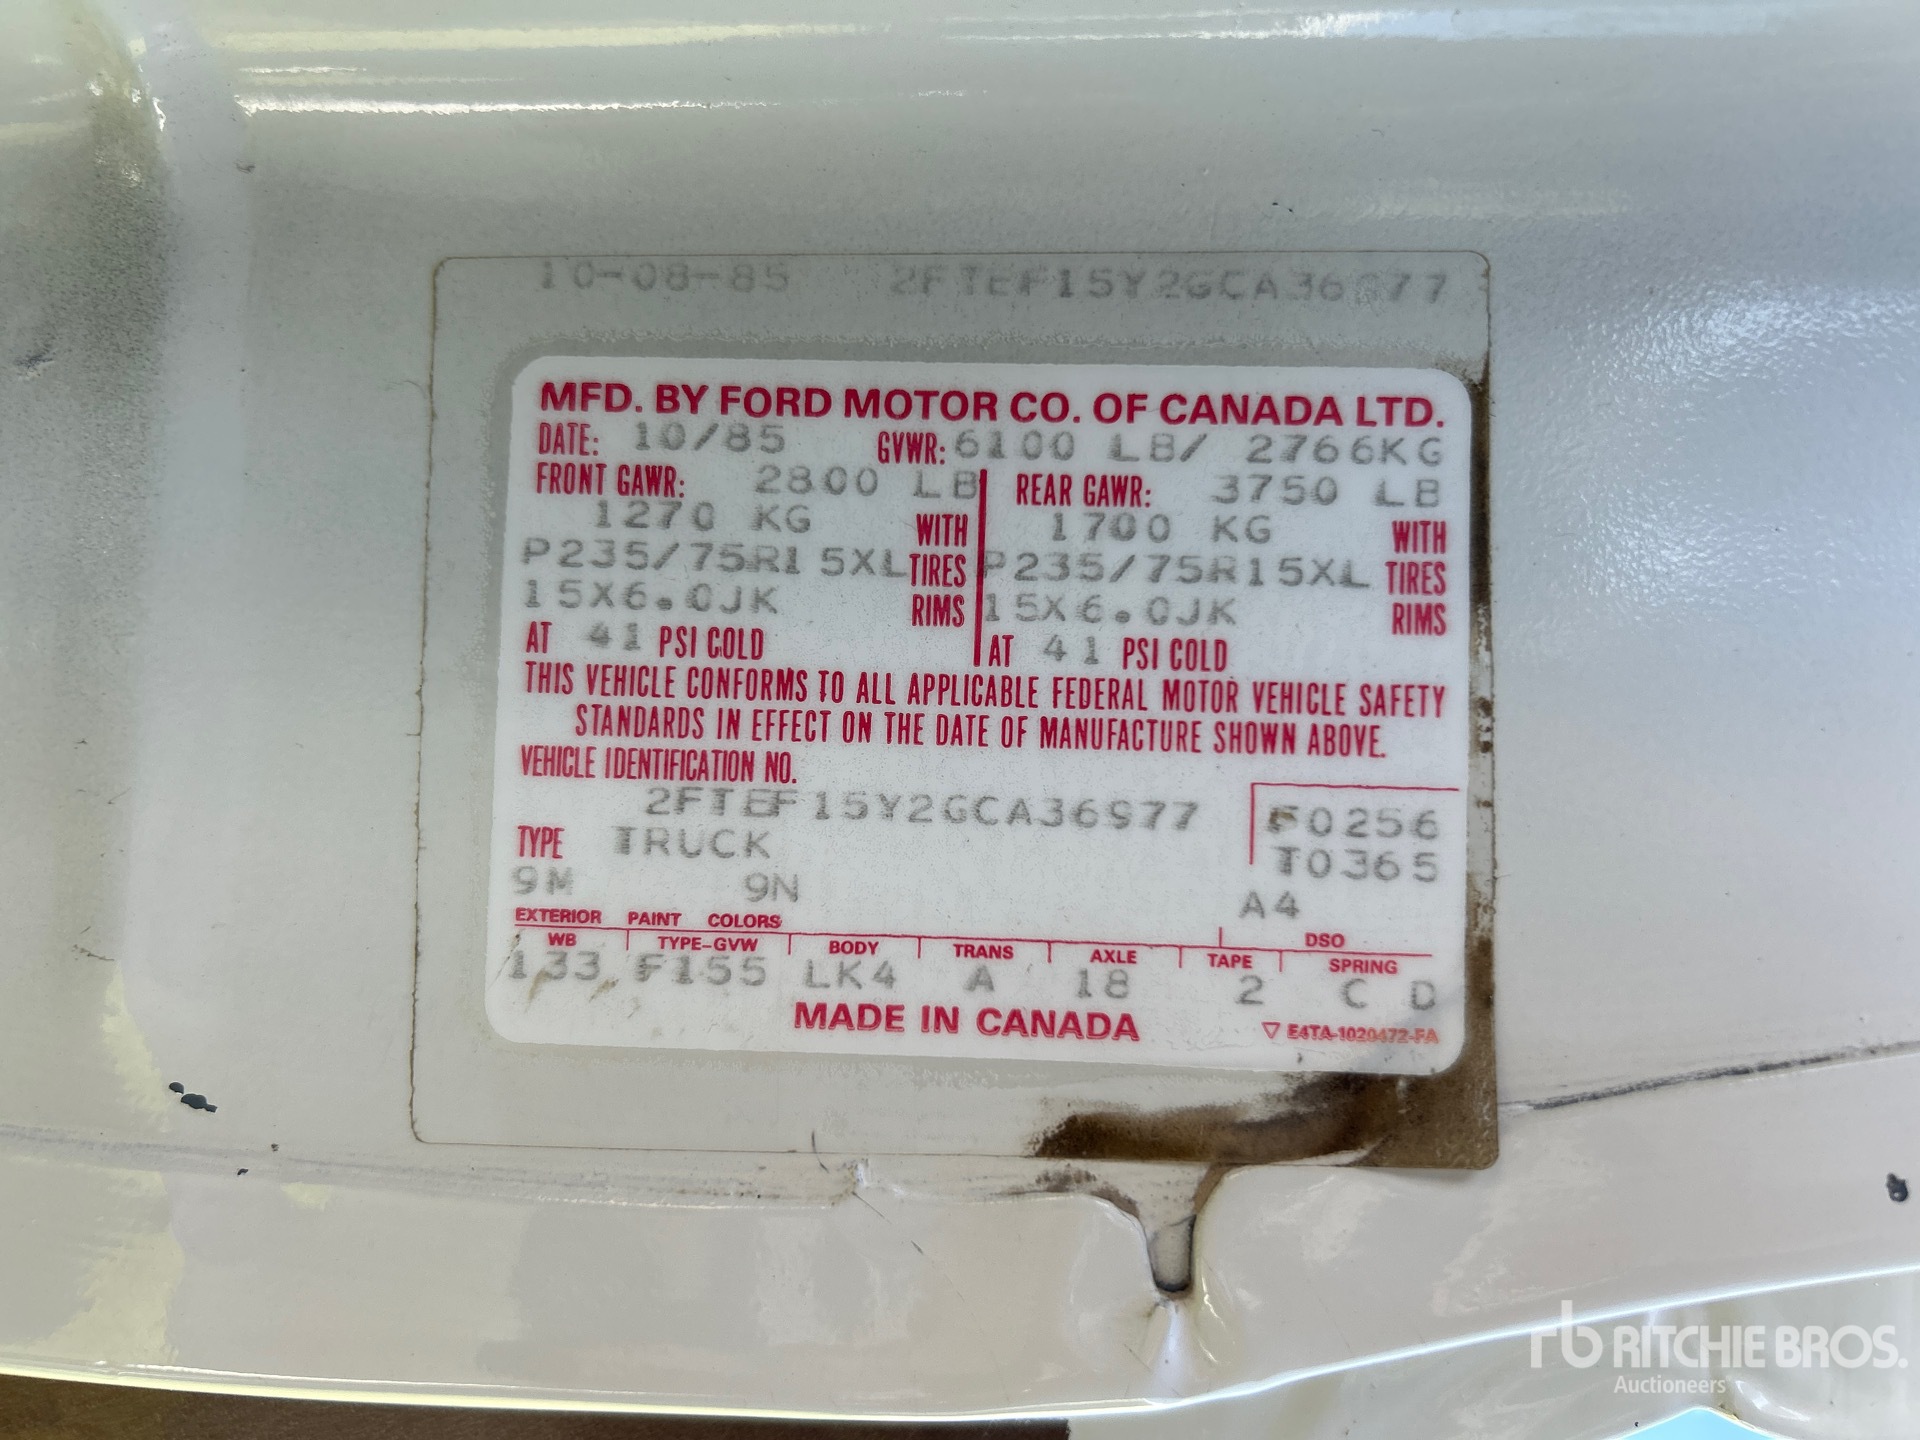 10-08-85 2FTEF15Y2GCA36977
MFD. BY FORD MOTOR CO. OF CANADA LTD.
DATE: 10/85 GVWR: 6100 LB/ 2766KG
FRONT GAWR: 2800 LB REAR GAWR: 3750 LB
1270 KG WITH 1700 KG WITH
P235/75R15XL TIRES P235/75R15XL TIRES
15X6.0JK RIMS 15X6.0JK RIMS
AT 41 PSI COLD AT 41 PSI COLD
THIS VEHICLE CONFORMS TO ALL APPLICABLE FEDERAL MOTOR VEHICLE SAFETY
STANDARDS IN EFFECT ON THE DATE OF MANUFACTURE SHOWN ABOVE.
VEHICLE IDENTIFICATION NO.
2FTEF15Y2GCA36977
F0256
TYPE TRUCK
T0365
9M 9N
A4
EXTERIOR PAINT COLORS DSO
WB TYPE-GVW BODY TRANS AXLE TAPE SPRING
133 F155 LK4 A 18 2 C D
MADE IN CANADA
E4TA-1020472-FA
rb RITCHIE BROS.
Auctioneers